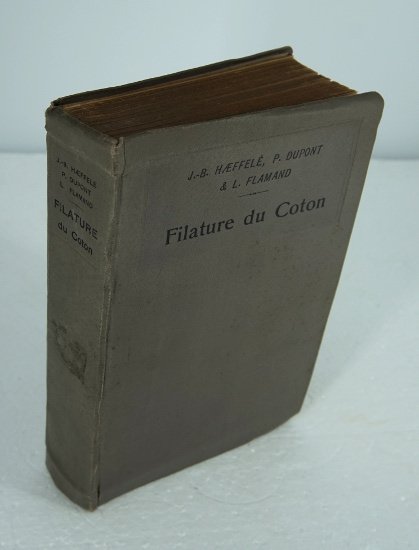 J.-B. HÆFFELÉ, P. DUPONT
& L. FLAMAND
Filature du Coton
J.-B. HÆFFELÉ
P. DUPONT
L. FLAMAND
FILATURE
du Coton